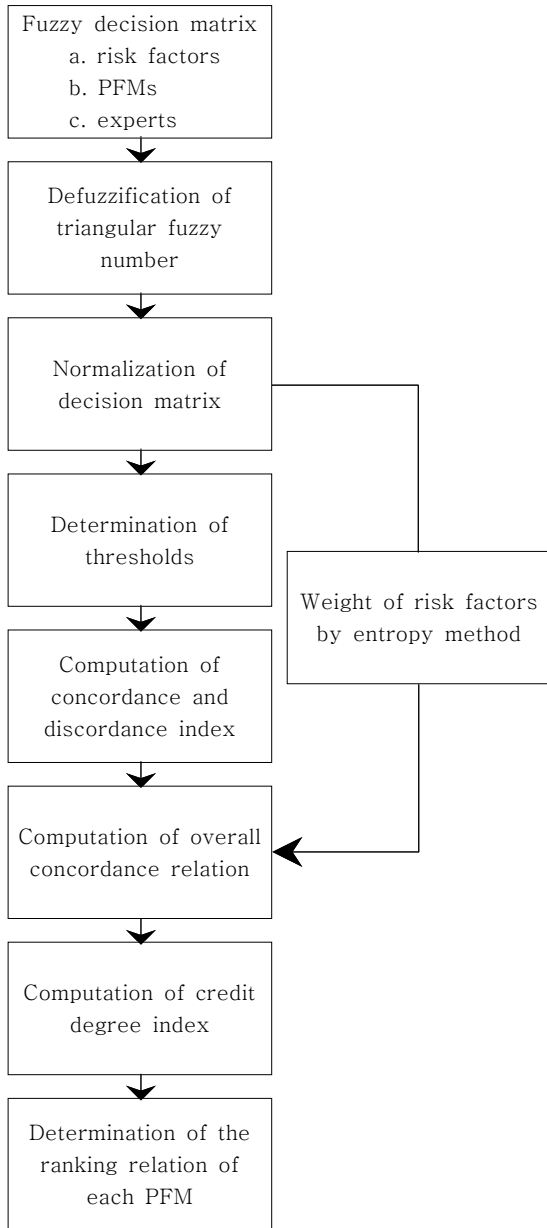 Fuzzy decision matrix
a. risk factors
b. PFMs
c. experts
Defuzzification of
triangular fuzzy
number
Normalization of
decision matrix
Determination of
thresholds
Weight of risk factors
by entropy method
Computation of
concordance and
discordance index
Computation of overall
concordance relation
Computation of credit
degree index
Determination of the
ranking relation of
each PFM